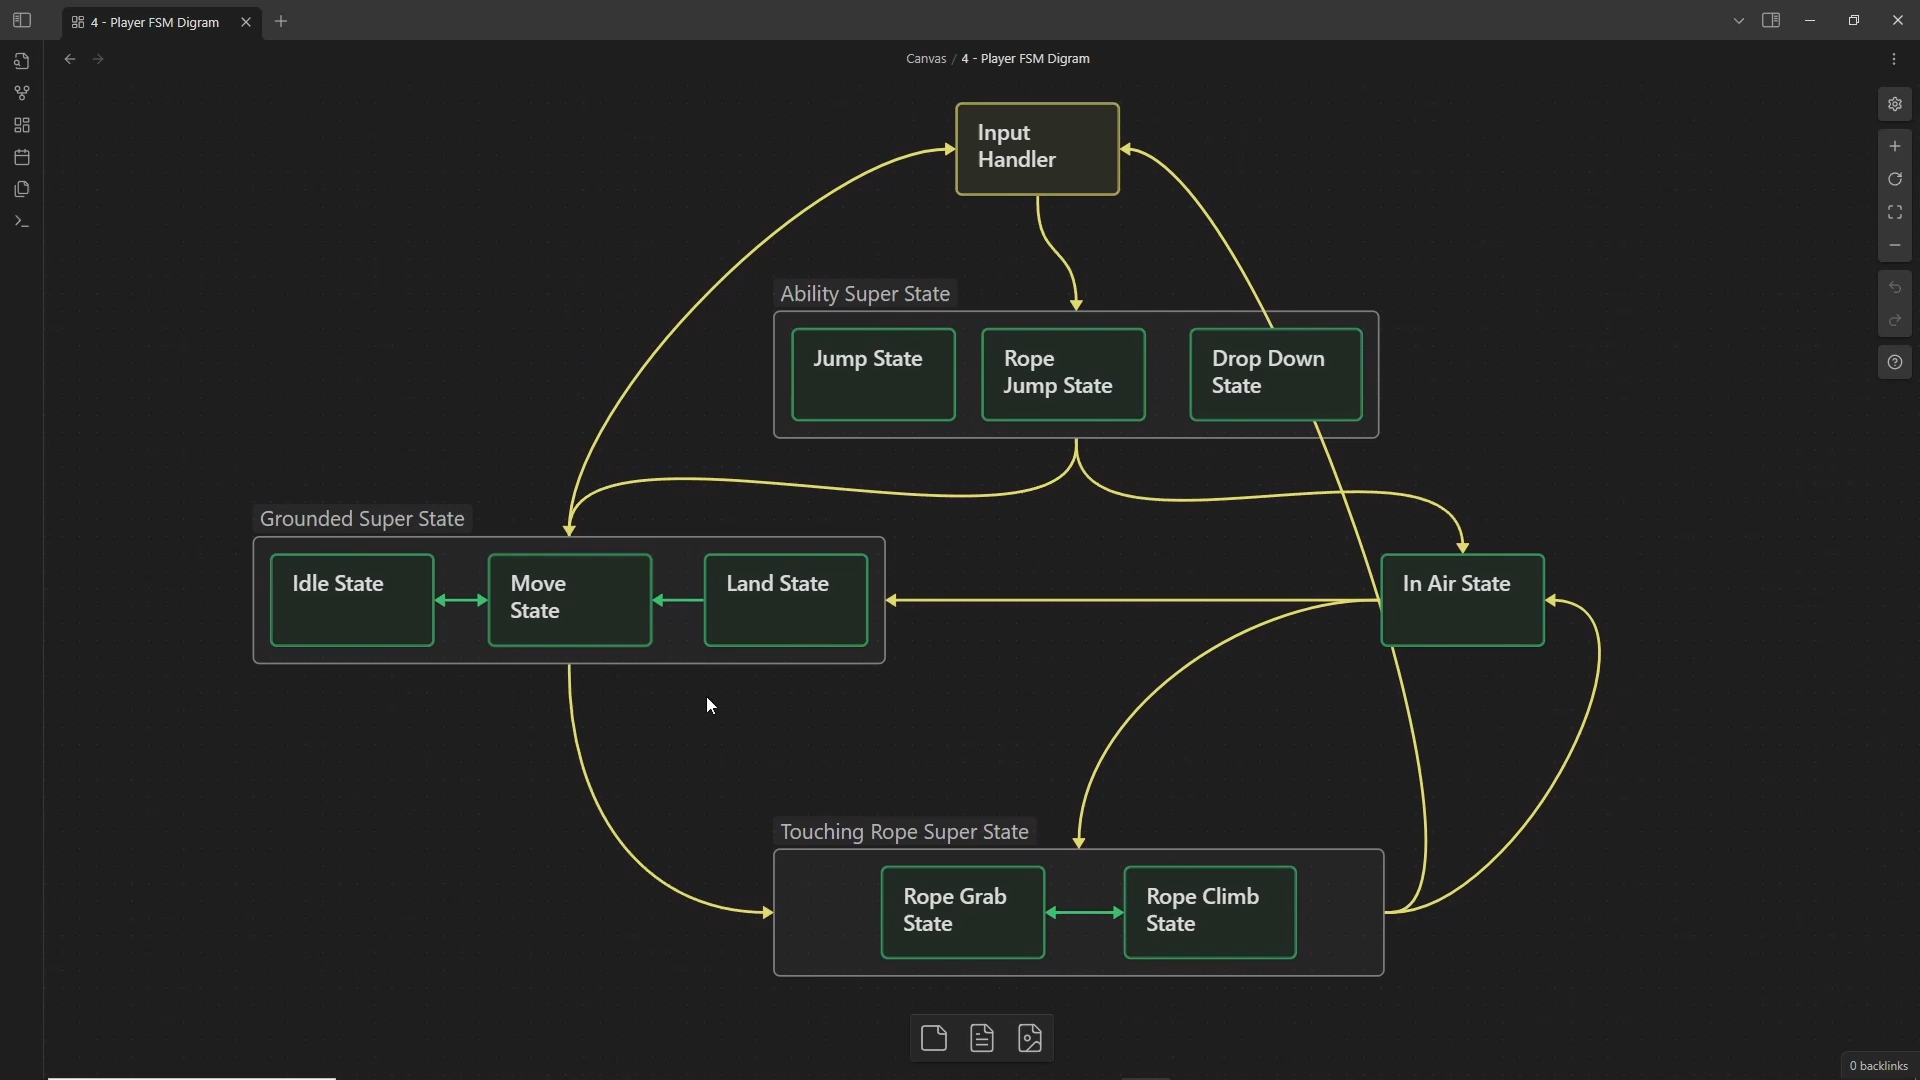 4 - Player FSM Digram
Canvas / 4 - Player FSM Digram
Input
Handler
Ability Super State
Jump State
Rope
Jump State
Drop Down
State
Grounded Super State
Idle State
Move
State
Land State
In Air State
Touching Rope Super State
Rope Grab
State
Rope Climb
State
0 backlinks